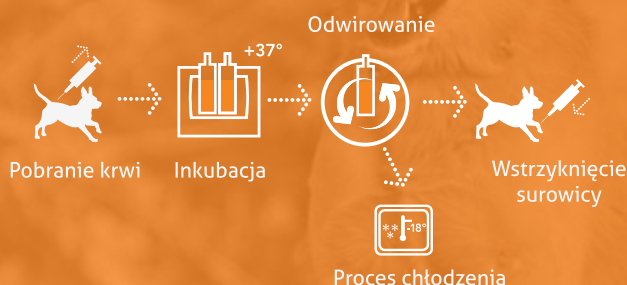 Odwirowanie
+37°
Pobranie krwi
Inkubacja
Wstrzyknięcie
surowicy
-18°
Proces chłodzenia